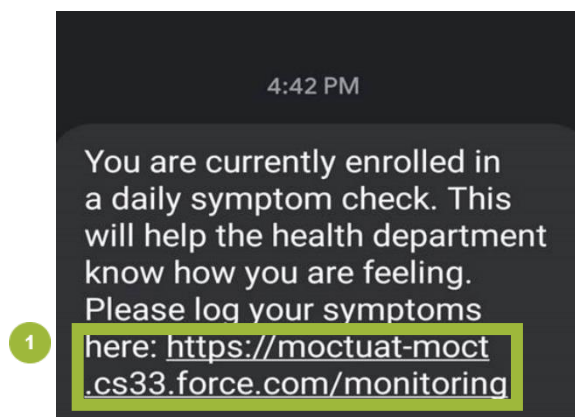 4:42 PM
You are currently enrolled in
a daily symptom check. This
will help the health department
know how you are feeling.
Please log your symptoms
1
here: https://moctuat-moct
.cs33.force.com/monitoring